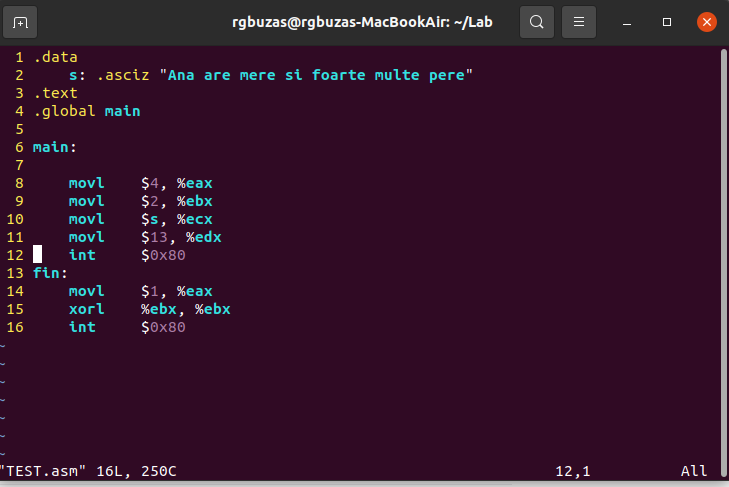 rgbuzas@rgbuzas-MacBookAir: ~/Lab
1 .data
2     s: .asciz "Ana are mere si foarte multe pere"
3 .text
4 .global main
5
6 main:
7
8     movl    $4, %eax
9     movl    $2, %ebx
10     movl    $s, %ecx
11     movl    $13, %edx
12     int     $0x80
13 fin:
14     movl    $1, %eax
15     xorl    %ebx, %ebx
16     int     $0x80
~
~
~
~
~
~
~
"TEST.asm" 16L, 250C 12,1 All